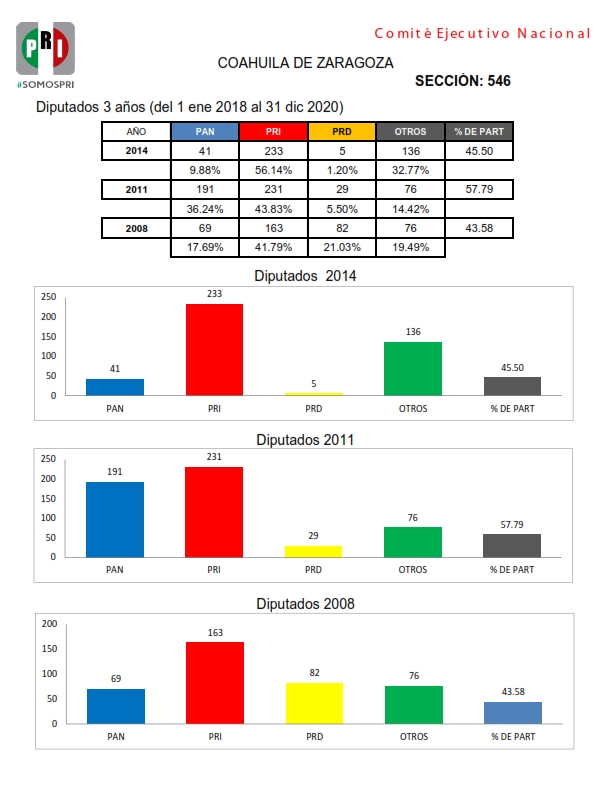 Comité Ejecutivo Nacional
PRI
#SOMOSPRI
COAHUILA DE ZARAGOZA
SECCIÓN: 546
Diputados 3 años (del 1 ene 2018 al 31 dic 2020)
AÑO PAN PRI PRD OTROS % DE PART
2014 41 233 5 136 45.50
9.88% 56.14% 1.20% 32.77%
2011 191 231 29 76 57.79
36.24% 43.83% 5.50% 14.42%
2008 69 163 82 76 43.58
17.69% 41.79% 21.03% 19.49%
Diputados 2014
250
200
150
100
50
0
41 233 5 136 45.50
PAN PRI PRD OTROS % DE PART
Diputados 2011
250
200
150
100
50
0
191 231 29 76 57.79
PAN PRI PRD OTROS % DE PART
Diputados 2008
200
150
100
50
0
69 163 82 76 43.58
PAN PRI PRD OTROS % DE PART